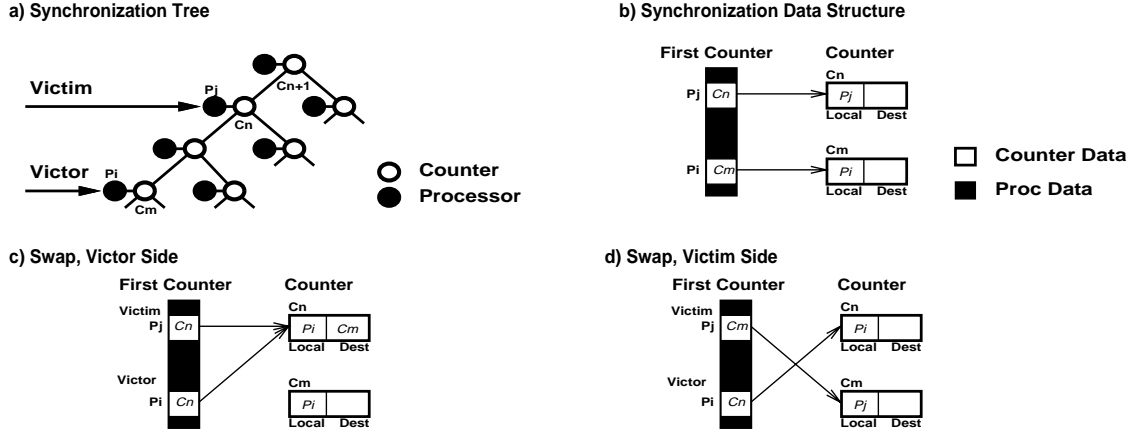 a) Synchronization Tree
Victim
Pj
Cn+1
Cn
Victor
Pi
Cm
Counter
Processor
b) Synchronization Data Structure
First Counter Counter
Cn
Pj Cn Pj
Local Dest
Cm
Pi Cm Pi
Local Dest
Counter Data
Proc Data
c) Swap, Victor Side
First Counter Counter
Victim Cn
Pj Cn Pi Cm
Local Dest
Victor Cm
Pi Cn Pi
Local Dest
d) Swap, Victim Side
First Counter Counter
Victim Cn
Pj Cm Pi
Local Dest
Victor Cm
Pi Cn Pj
Local Dest